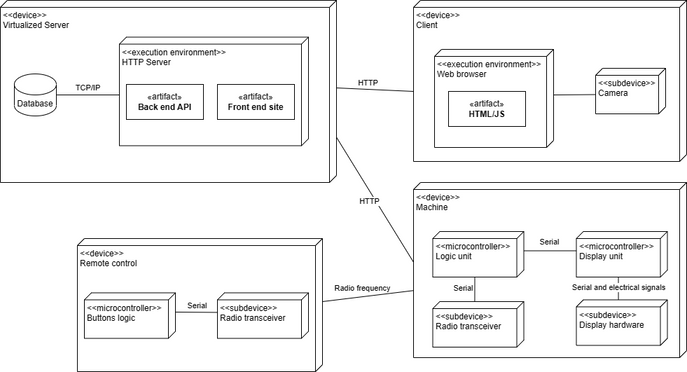 <<device>>
Virtualized Server
<<execution environment>>
HTTP Server
«artifact»
Back end API
«artifact»
Front end site
Database
TCP/IP
HTTP
<<device>>
Client
<<execution environment>>
Web browser
«artifact»
HTML/JS
<<subdevice>>
Camera
HTTP
<<device>>
Machine
<<microcontroller>>
Logic unit
Serial
<<microcontroller>>
Display unit
Serial
Serial and electrical signals
<<subdevice>>
Radio transceiver
<<subdevice>>
Display hardware
Radio frequency
<<device>>
Remote control
<<microcontroller>>
Buttons logic
Serial
<<subdevice>>
Radio transceiver